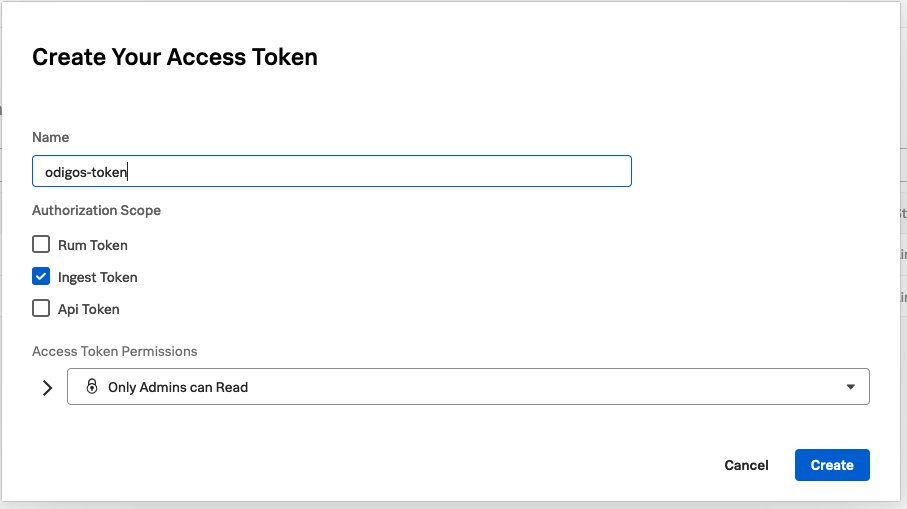 Create Your Access Token
Name
odigos-token
Authorization Scope
Rum Token
Ingest Token
Api Token
Access Token Permissions
Only Admins can Read
Cancel
Create